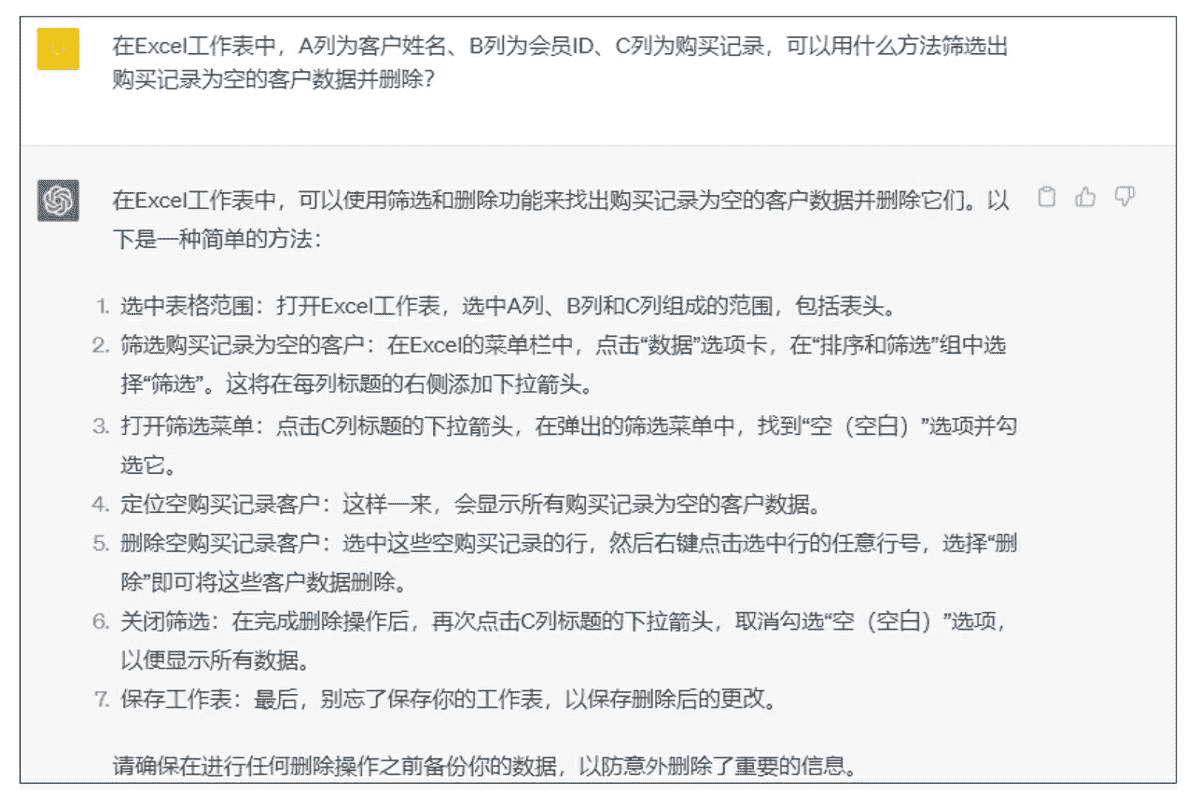 在Excel工作表中，A列为客户姓名、B列为会员ID、C列为购买记录，可以用什么方法筛选出
购买记录为空的客户数据并删除？
在Excel工作表中，可以使用筛选和删除功能来找出购买记录为空的客户数据并删除它们。以
下是一种简单的方法：
1. 选中表格范围：打开Excel工作表，选中A列、B列和C列组成的范围，包括表头。
2. 筛选购买记录为空的客户：在Excel的菜单栏中，点击“数据”选项卡，在“排序和筛选”组中选
择“筛选”。这将在每列标题的右侧添加下拉箭头。
3. 打开筛选菜单：点击C列标题的下拉箭头，在弹出的筛选菜单中，找到“空（空白）”选项并勾
选它。
4. 定位空购买记录客户：这样一来，会显示所有购买记录为空的客户数据。
5. 删除空购买记录客户：选中这些空购买记录的行，然后右键点击选中行的任意行号，选择“删
除”即可将这些客户数据删除。
6. 关闭筛选：在完成删除操作后，再次点击C列标题的下拉箭头，取消勾选“空（空白）”选项，
以便显示所有数据。
7. 保存工作表：最后，别忘了保存你的工作表，以保存删除后的更改。
请确保在进行任何删除操作之前备份你的数据，以防意外删除了重要的信息。